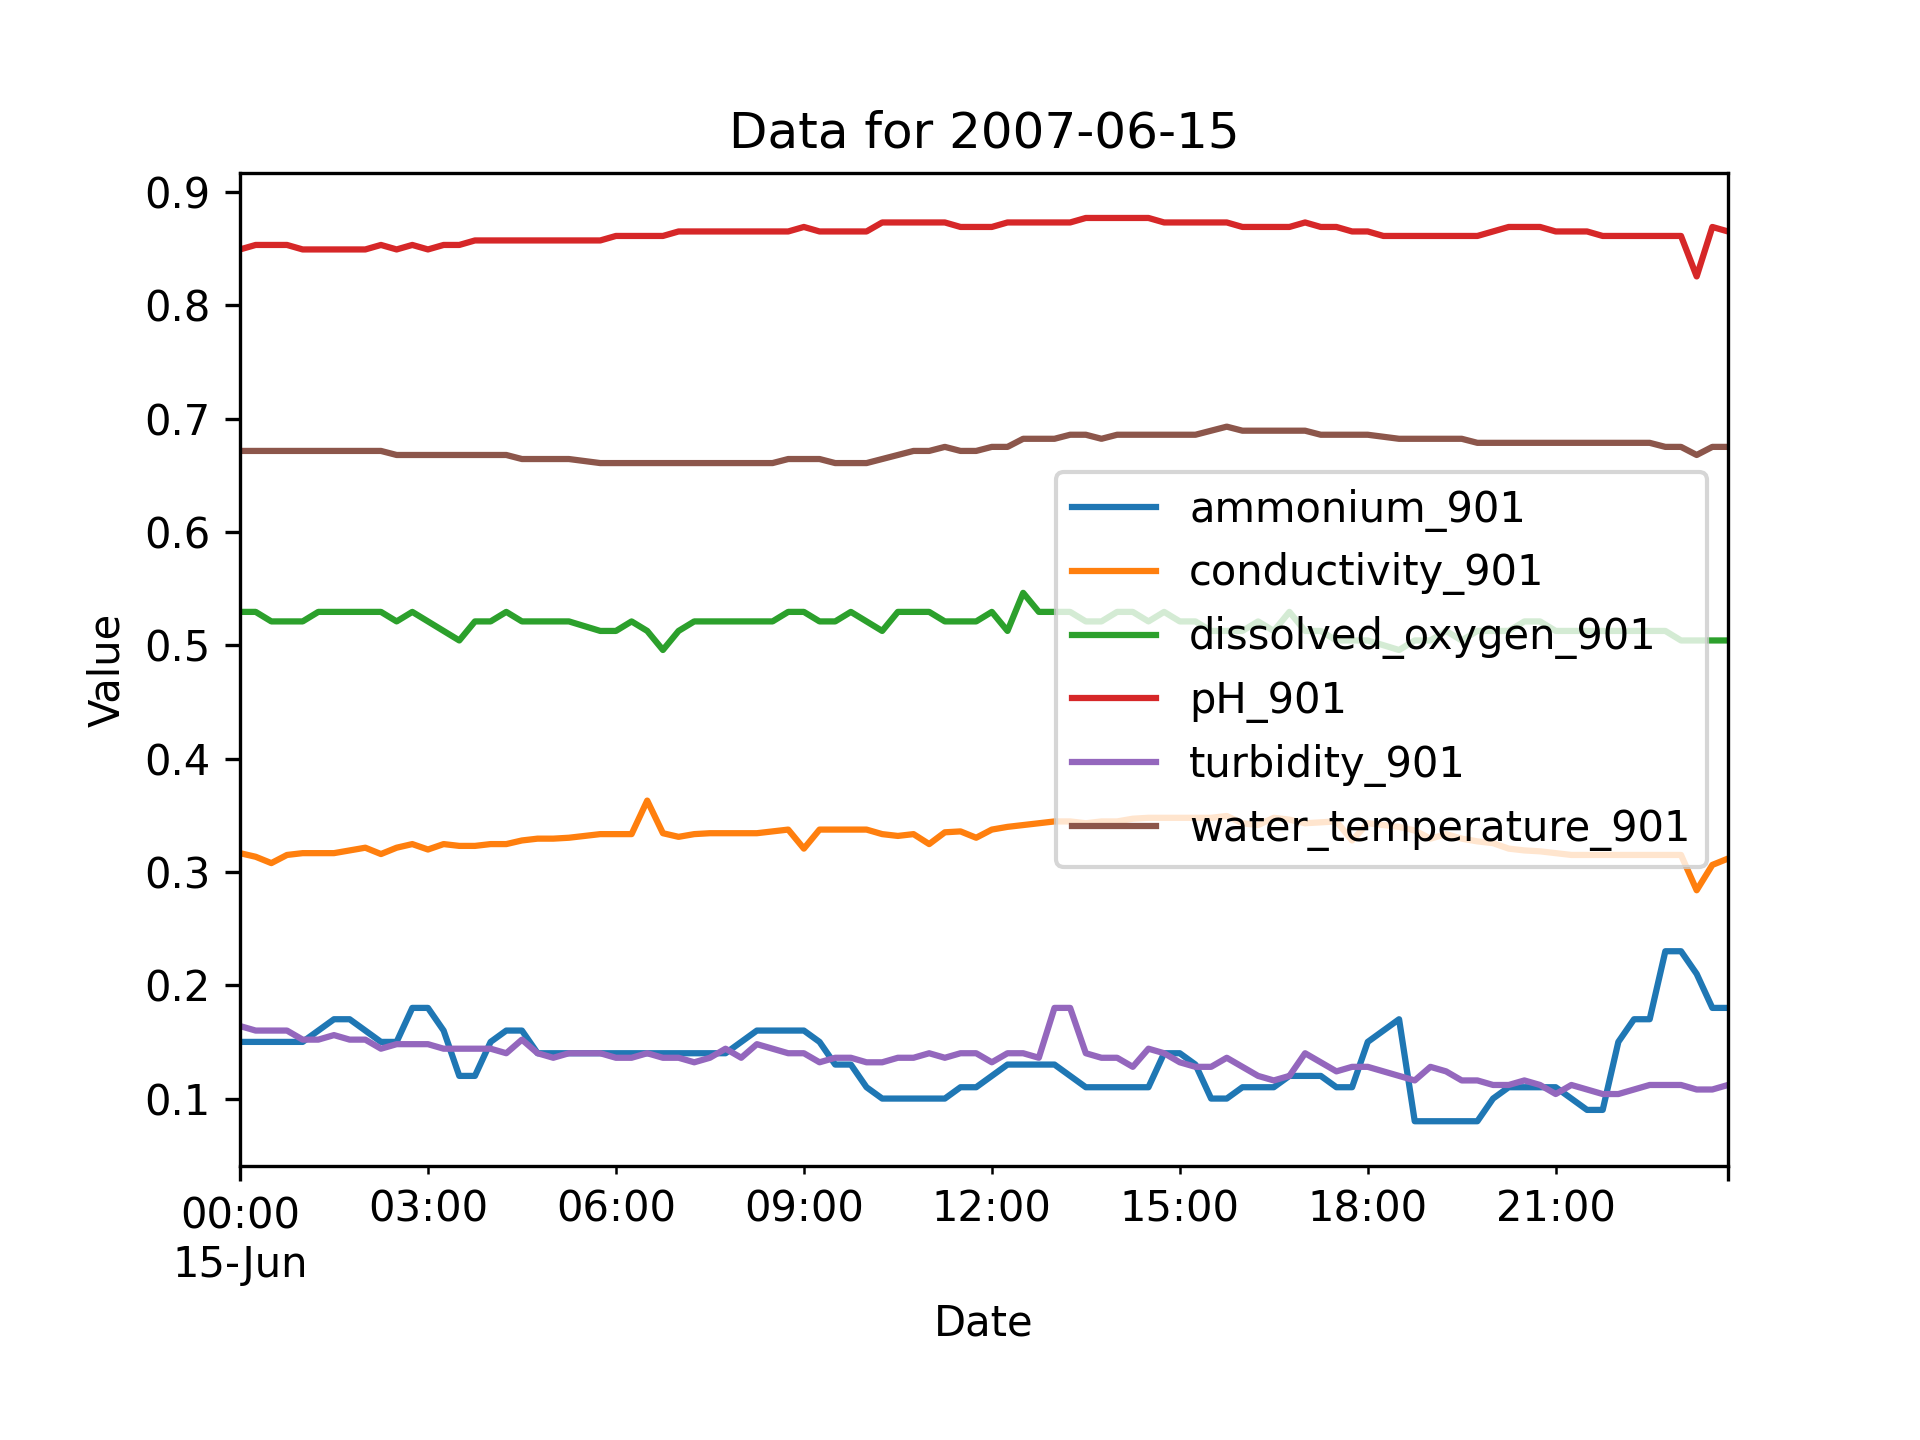 Data for 2007-06-15
0.9
0.8
0.7
0.6
0.5
0.4
0.3
0.2
0.1
Value
ammonium_901
conductivity_901
dissolved_oxygen_901
pH_901
turbidity_901
water_temperature_901
00:00 03:00 06:00 09:00 12:00 15:00 18:00 21:00
15-Jun
Date